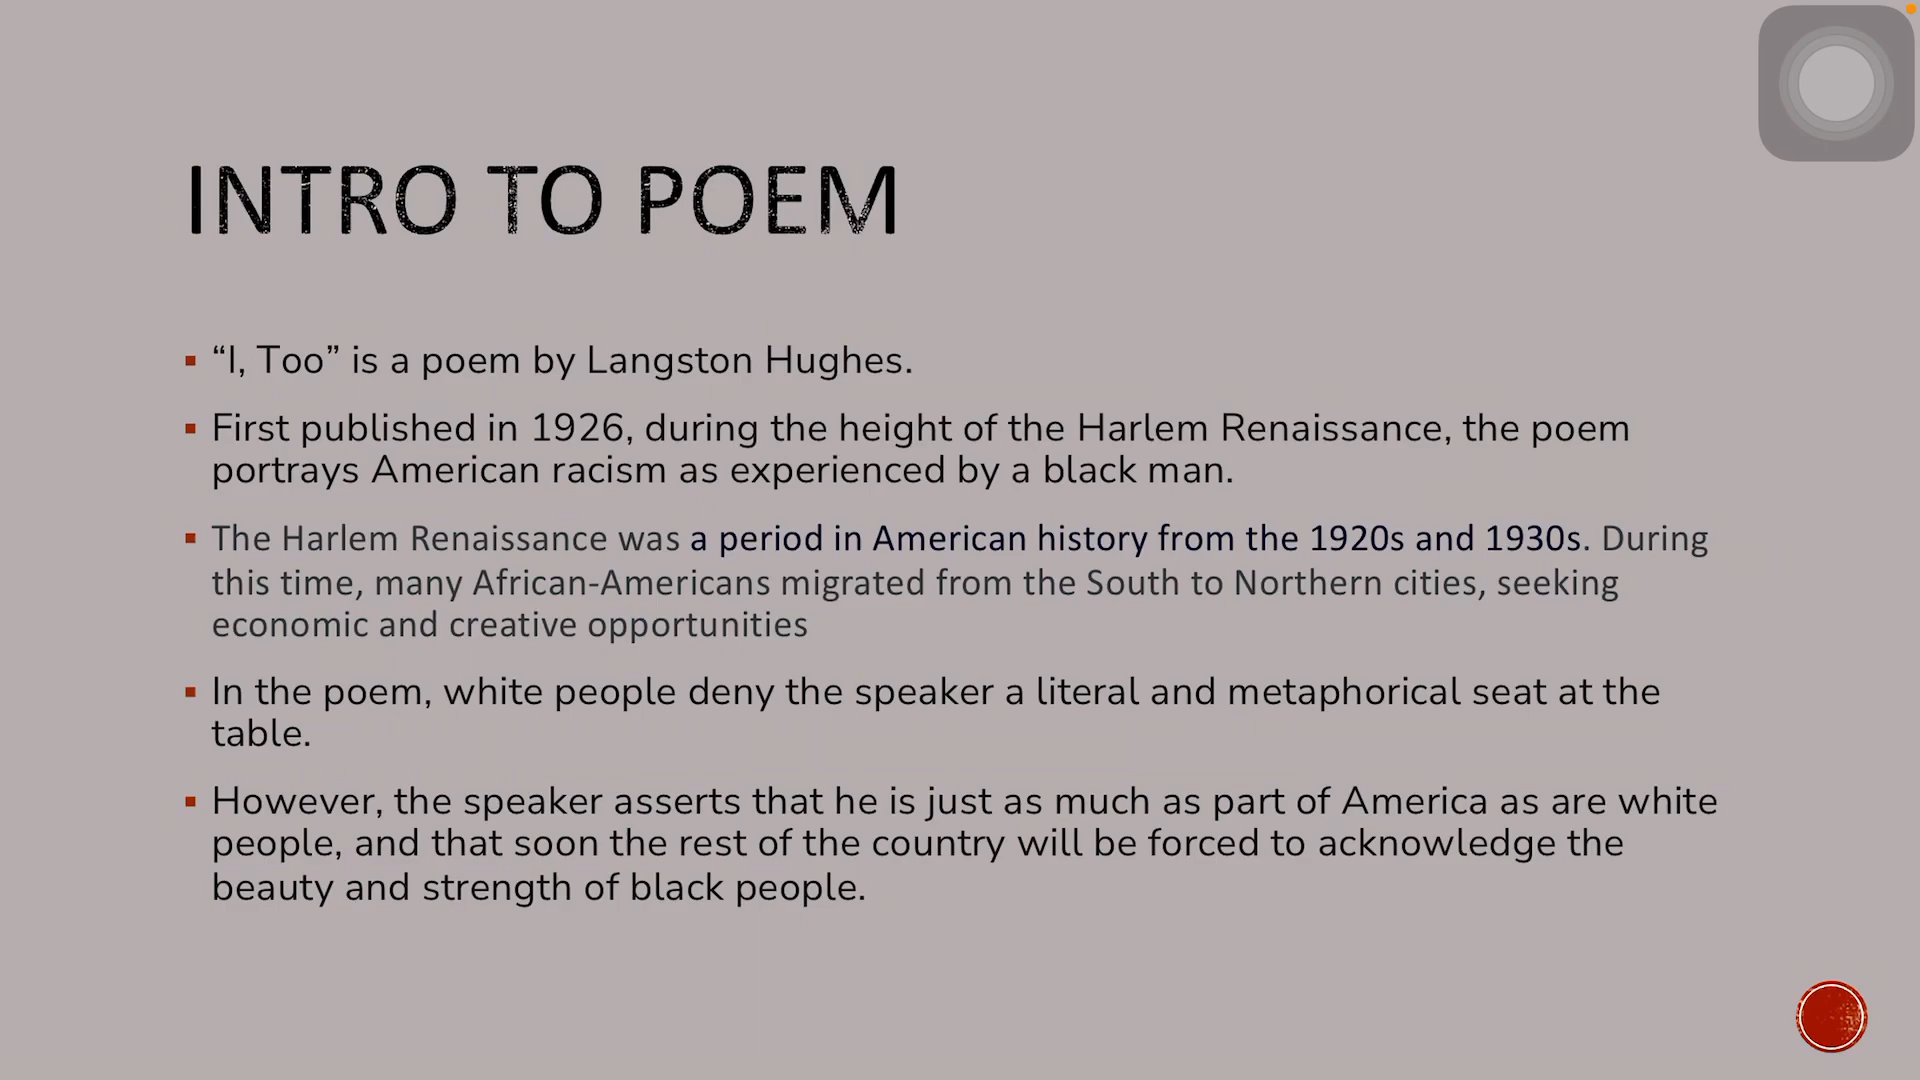 INTRO TO POEM
▪ “I, Too” is a poem by Langston Hughes.
▪ First published in 1926, during the height of the Harlem Renaissance, the poem
portrays American racism as experienced by a black man.
▪ The Harlem Renaissance was a period in American history from the 1920s and 1930s. During
this time, many African-Americans migrated from the South to Northern cities, seeking
economic and creative opportunities
▪ In the poem, white people deny the speaker a literal and metaphorical seat at the
table.
▪ However, the speaker asserts that he is just as much as part of America as are white
people, and that soon the rest of the country will be forced to acknowledge the
beauty and strength of black people.